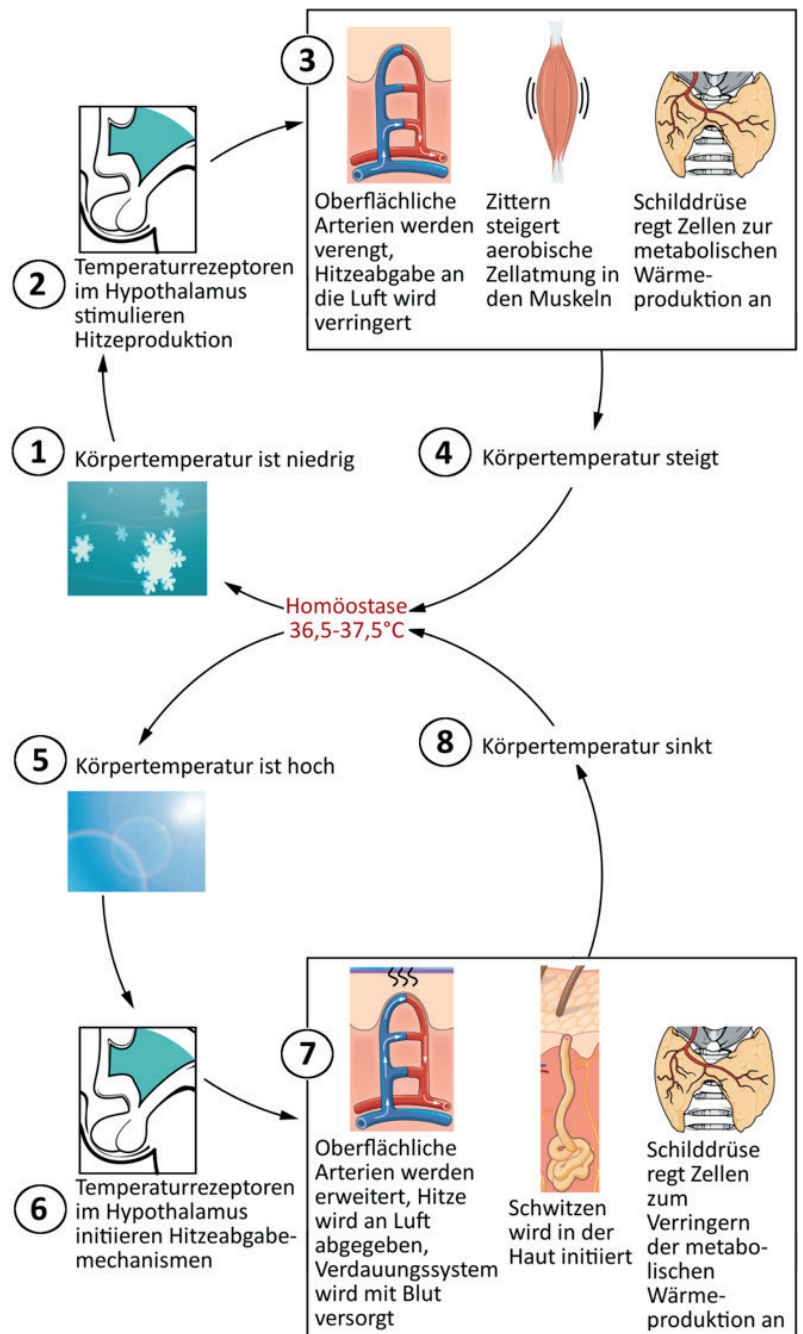 3
Oberflächliche
Arterien werden
verengt,
Hitzeabgabe an
die Luft wird
verringert
Zittern
steigert
aerobische
Zellatmung in
den Muskeln
Schilddrüse
regt Zellen zur
metabolischen
Wärme-
produktion an
2
Temperaturrezeptoren
im Hypothalamus
stimulieren
Hitzeproduktion
1
Körpertemperatur ist niedrig
4
Körpertemperatur steigt
Homöostase
36,5-37,5°C
5
Körpertemperatur ist hoch
8
Körpertemperatur sinkt
6
Temperaturrezeptoren
im Hypothalamus
initiieren Hitzeabgabe-
mechanismen
7
Oberflächliche
Arterien werden
erweitert, Hitze
wird an Luft
abgegeben,
Verdauungssystem
wird mit Blut
versorgt
Schwitzen
wird in der
Haut initiiert
Schilddrüse
regt Zellen
zum
Verringern
der metabo-
lischen
Wärme-
produktion an